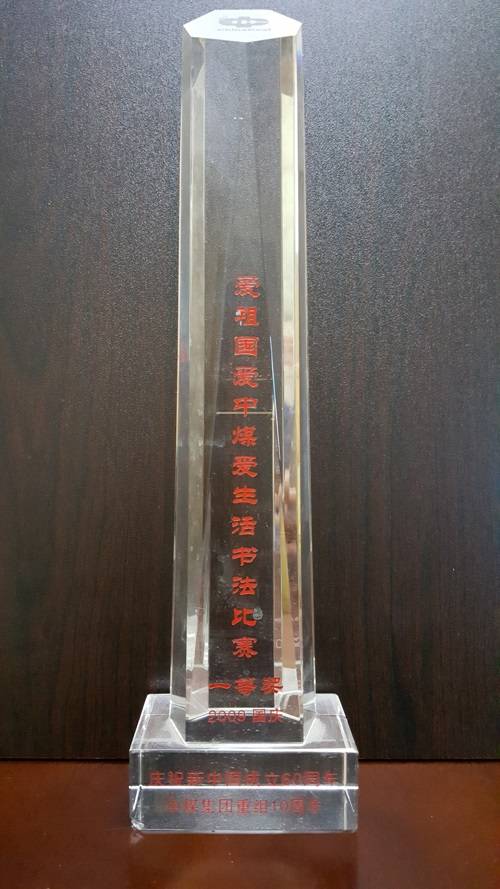 爱祖国爱中煤爱生活书法比赛
一等奖
2009 国庆
庆祝新中国成立60周年
中煤集团重组10周年